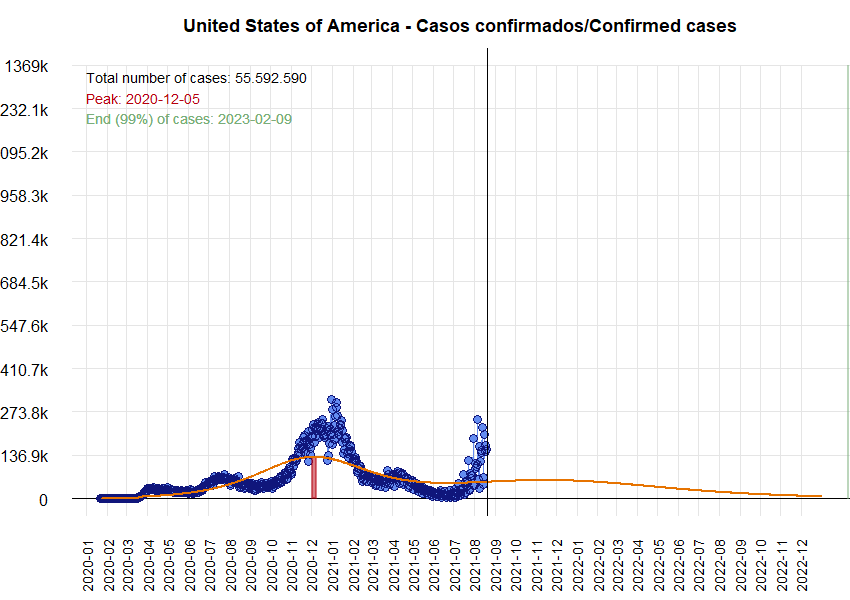 United States of America - Casos confirmados/Confirmed cases
Total number of cases: 55.592.590
Peak: 2020-12-05
End (99%) of cases: 2023-02-09
1369k
232.1k
095.2k
958.3k
821.4k
684.5k
547.6k
410.7k
273.8k
136.9k
0
2020-01
2020-02
2020-03
2020-04
2020-05
2020-06
2020-07
2020-08
2020-09
2020-10
2020-11
2020-12
2021-01
2021-02
2021-03
2021-04
2021-05
2021-06
2021-07
2021-08
2021-09
2021-10
2021-11
2021-12
2022-01
2022-02
2022-03
2022-04
2022-05
2022-06
2022-07
2022-08
2022-09
2022-10
2022-11
2022-12